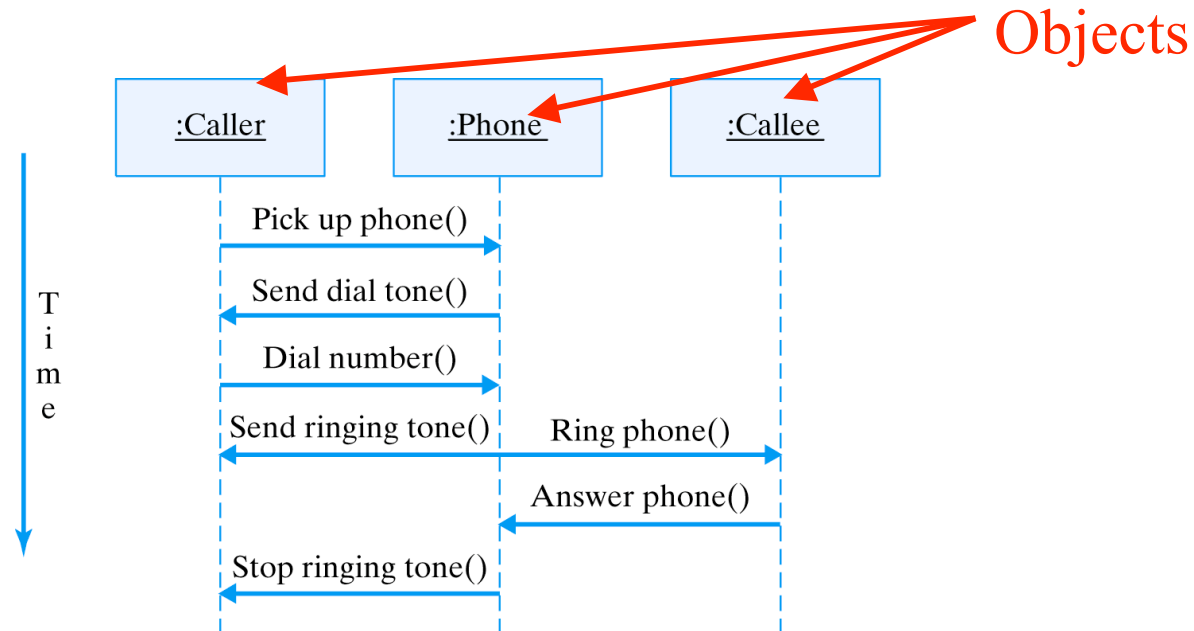 Objects
:Caller
:Phone
:Callee
Pick up phone()
Send dial tone()
Time
Dial number()
Send ringing tone()
Ring phone()
Answer phone()
Stop ringing tone()